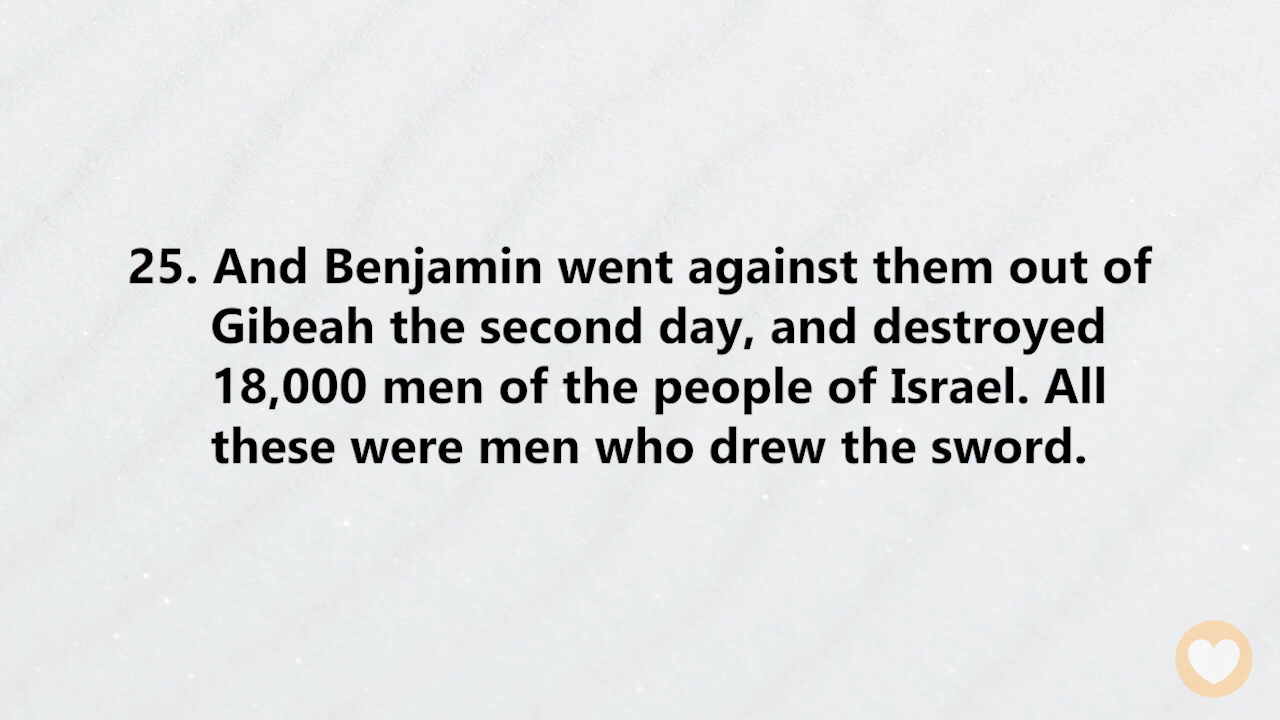 25. And Benjamin went against them out of
Gibeah the second day, and destroyed
18,000 men of the people of Israel. All
these were men who drew the sword.